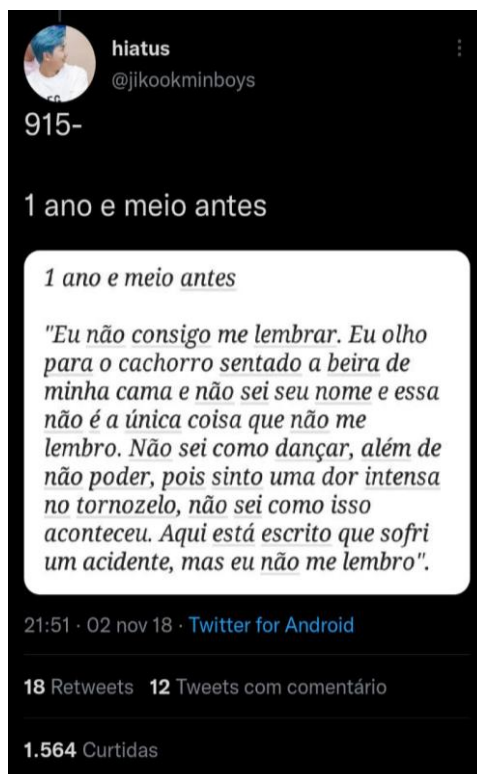 hiatus
@jikookminboys
915-
1 ano e meio antes
1 ano e meio antes
"Eu não consigo me lembrar. Eu olho
para o cachorro sentado a beira de
minha cama e não sei seu nome e essa
não é a única coisa que não me
lembro. Não sei como dançar, além de
não poder, pois sinto uma dor intensa
no tornozelo, não sei como isso
aconteceu. Aqui está escrito que sofri
um acidente, mas eu não me lembro".
21:51 · 02 nov 18 · Twitter for Android
18 Retweets 12 Tweets com comentário
1.564 Curtidas